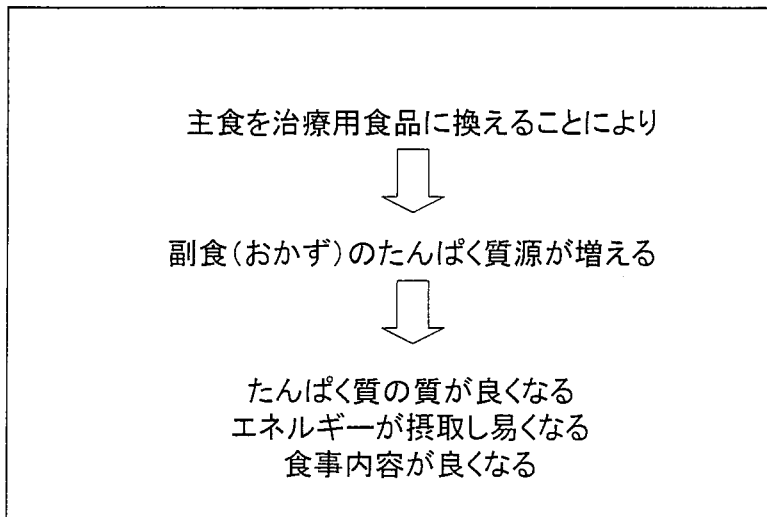 主食を治療用食品に換えることにより
副食(おかず)のたんぱく質源が増える
たんぱく質の質が良くなる
エネルギーが摂取し易くなる
食事内容が良くなる